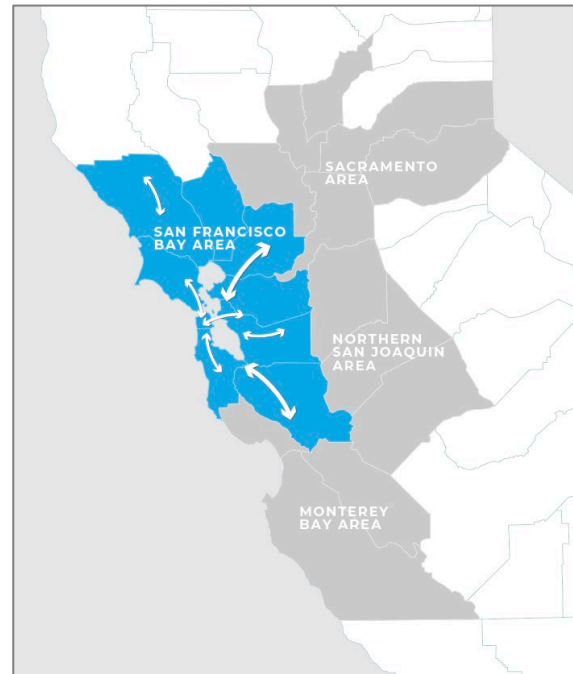 SACRAMENTO
AREA
SAN FRANCISCO
BAY AREA
NORTHERN
SAN JOAQUIN
AREA
MONTEREY
BAY AREA